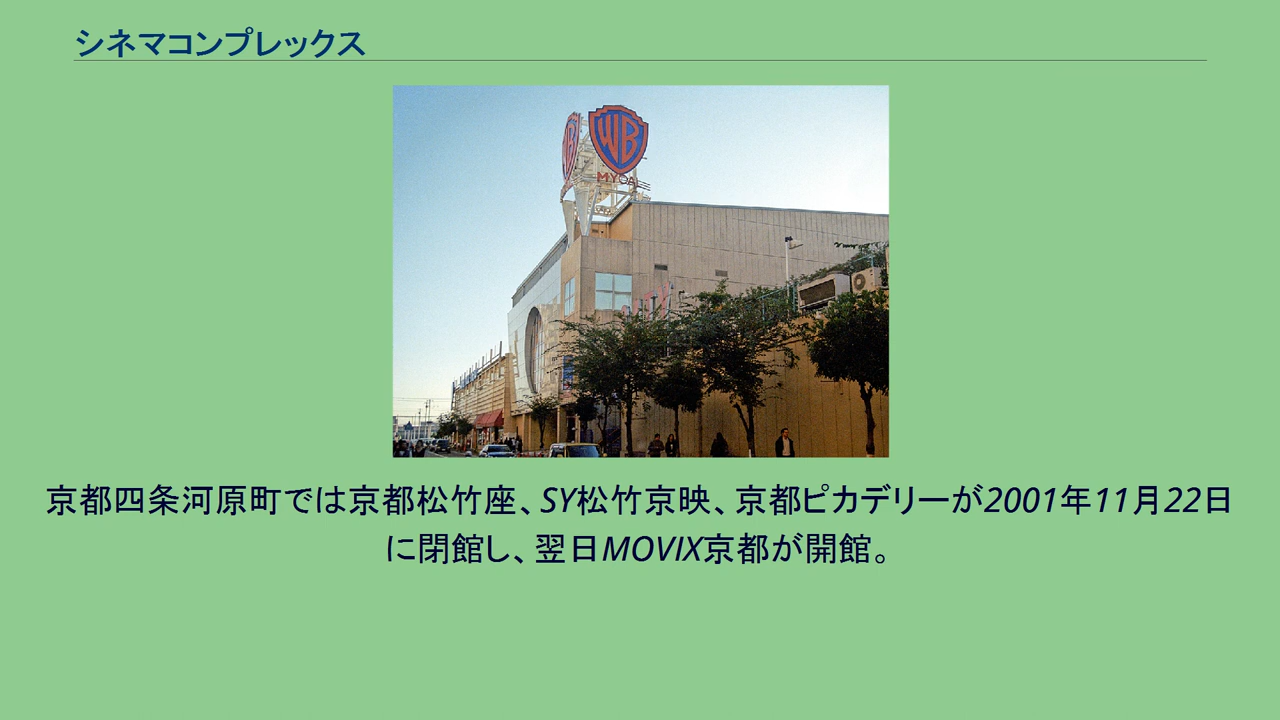 シネマコンプレックス
WB
MYCAL
京都四条河原町では京都松竹座、SY松竹京映、京都ピカデリーが2001年11月22日
に閉館し、翌日MOVIX京都が開館。